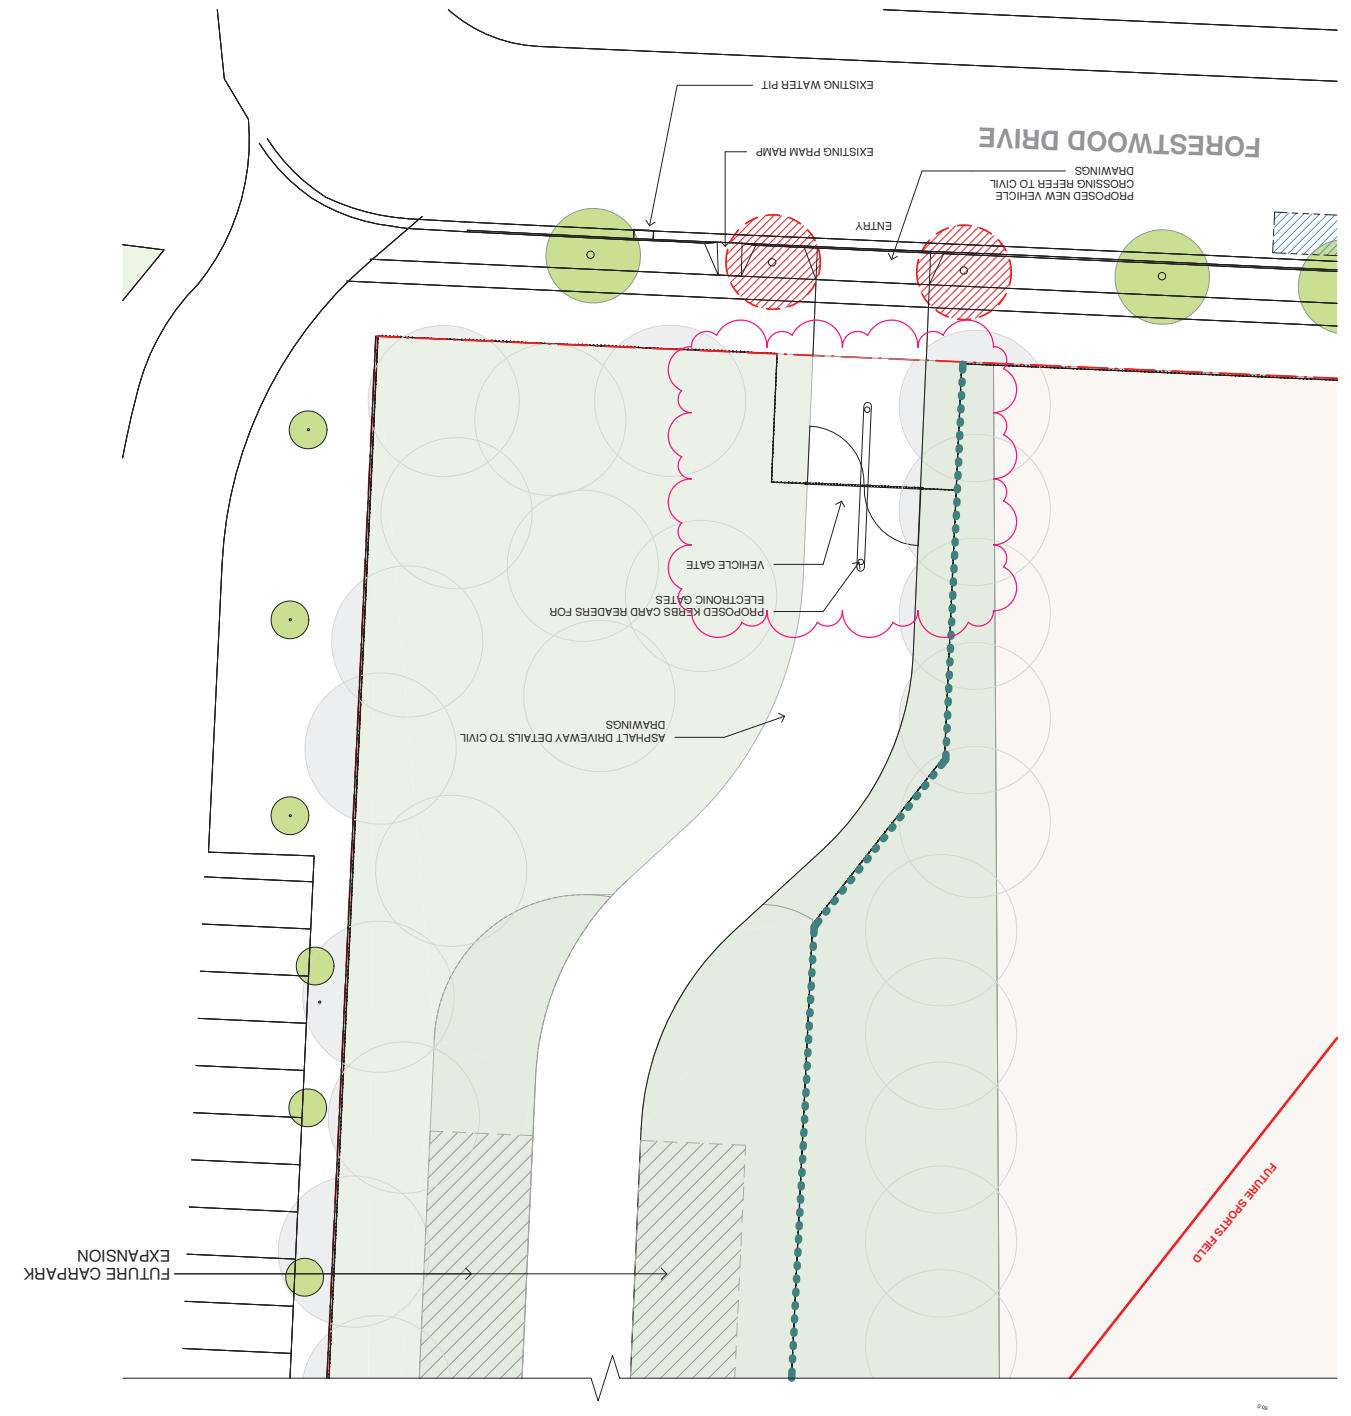 EXISTING WATER PIT
FORESTWOOD DRIVE
EXISTING PRAM RAMP
PROPOSED NEW VEHICLE
CROSSING REFER TO CIVIL
DRAWINGS
ENTRY
VEHICLE GATE
PROPOSED KERBS CARD READERS FOR
ELECTRONIC GATES
ASPHALT DRIVEWAY DETAILS TO CIVIL
DRAWINGS
FUTURE SPORTS FIELD
FUTURE CARPARK
EXPANSION